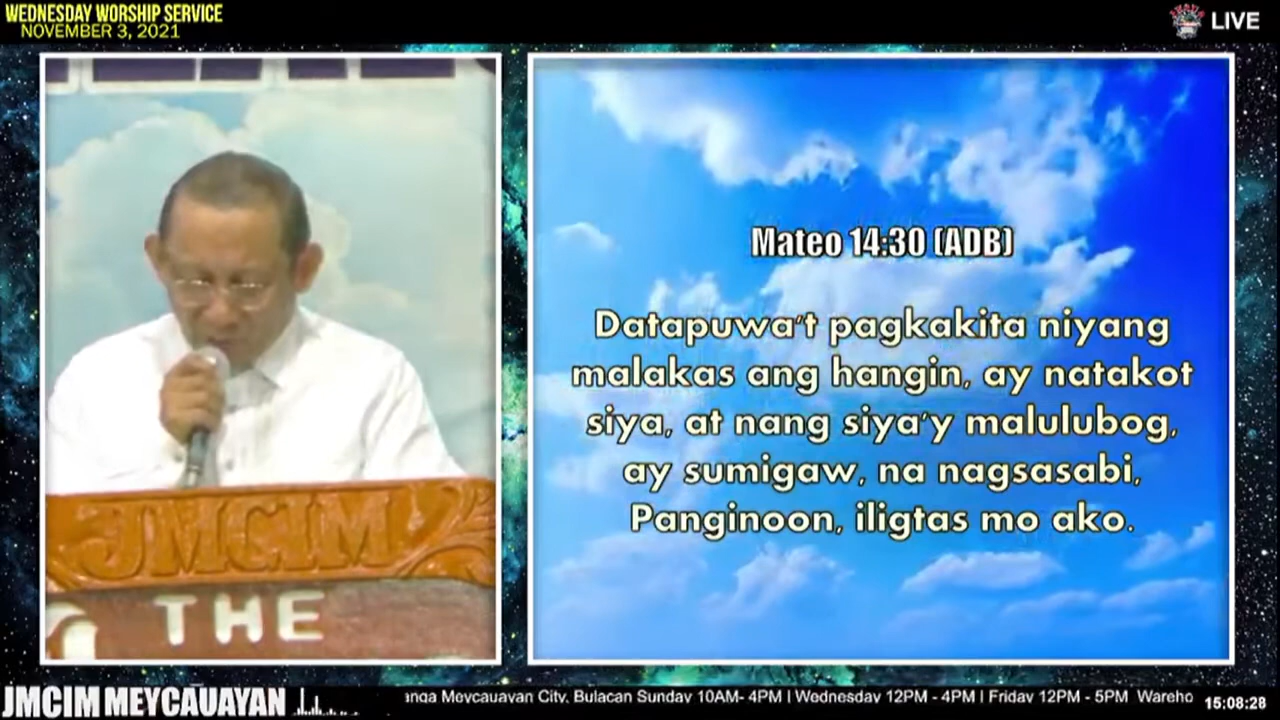 WEDNESDAY WORSHIP SERVICE
NOVEMBER 3, 2021
LIVE
Mateo 14:30 (ADB)
Datapuwa't pagkakita niyang
malakas ang hangin, ay natakot
siya, at nang siya'y malulubog,
ay sumigaw, na nagsasabi,
Panginoon, iligtas mo ako.
JMCIM
THE
JMCIM MEYCAUAYAN
Meycauayan City, Bulacan Sunday 10AM- 4PM | Wednesday 12PM - 4PM | Friday 12PM - 5PM
15:08:28